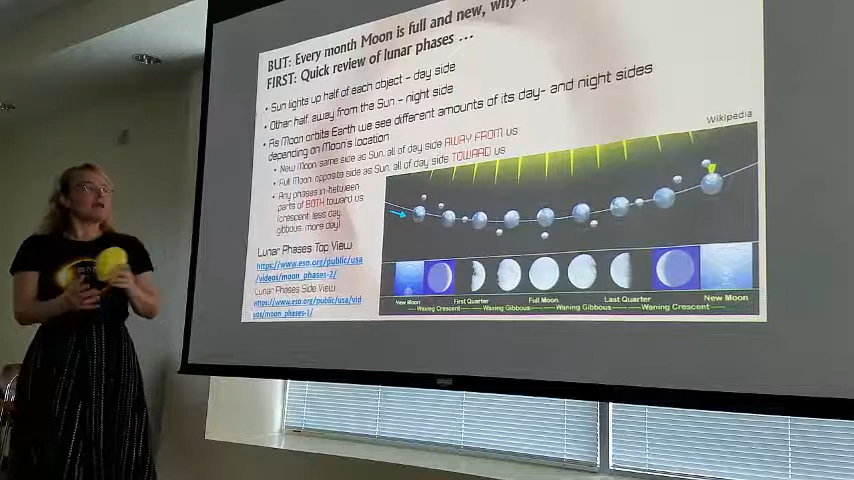 BUT: Every month Moon is full and new, why
FIRST: Quick review of lunar phases ...
• Sun lights up half of each object – day side
• Other half, away from the Sun – night side
• As Moon orbits Earth we see different amounts of its day- and night sides
depending on Moon's location
• New Moon: same side as Sun, all of day side AWAY FROM us
• Full Moon: opposite side as Sun, all of day side TOWARD us
• Any phases in-between
parts of BOTH toward us
(crescent: less day,
gibbous: more day)
Wikipedia
Lunar Phases Top View
https://www.eso.org/public/usa
/videos/moon_phases-2/
Lunar Phases Side View
https://www.eso.org/public/usa/vid
eos/moon_phases-1/
New Moon First Quarter Full Moon Last Quarter New Moon
Waxing Crescent Waxing Gibbous Waning Gibbous Waning Crescent